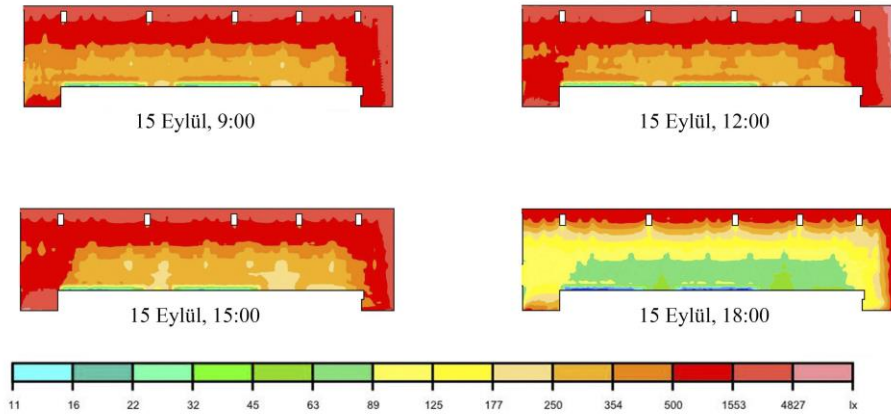 15 Eylül, 9:00
15 Eylül, 12:00
15 Eylül, 15:00
15 Eylül, 18:00
11 16 22 32 45 63 89 125 177 250 354 500 1553 4827 lx